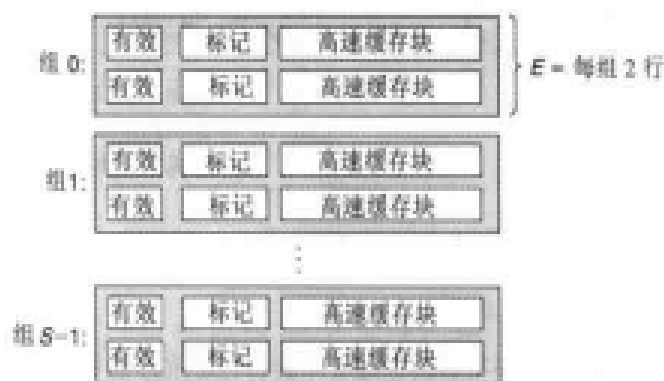 组 0:
有效 标记 高速缓存块
有效 标记 高速缓存块
E = 每组 2 行
组1:
有效 标记 高速缓存块
有效 标记 高速缓存块
⋮
组 S-1:
有效 标记 高速缓存块
有效 标记 高速缓存块